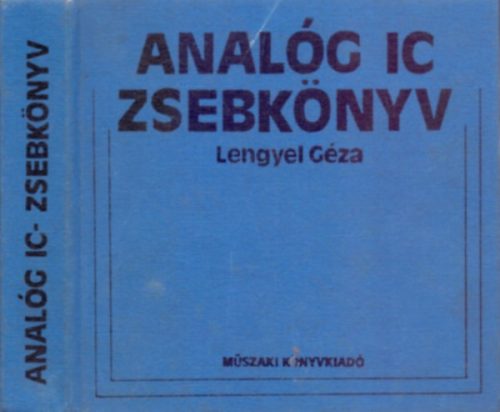 ANALÓG IC- ZSEBKÖNYV
ANALÓG IC
ZSEBKÖNYV
Lengyel Géza
MŰSZAKI KÖNYVKIADÓ